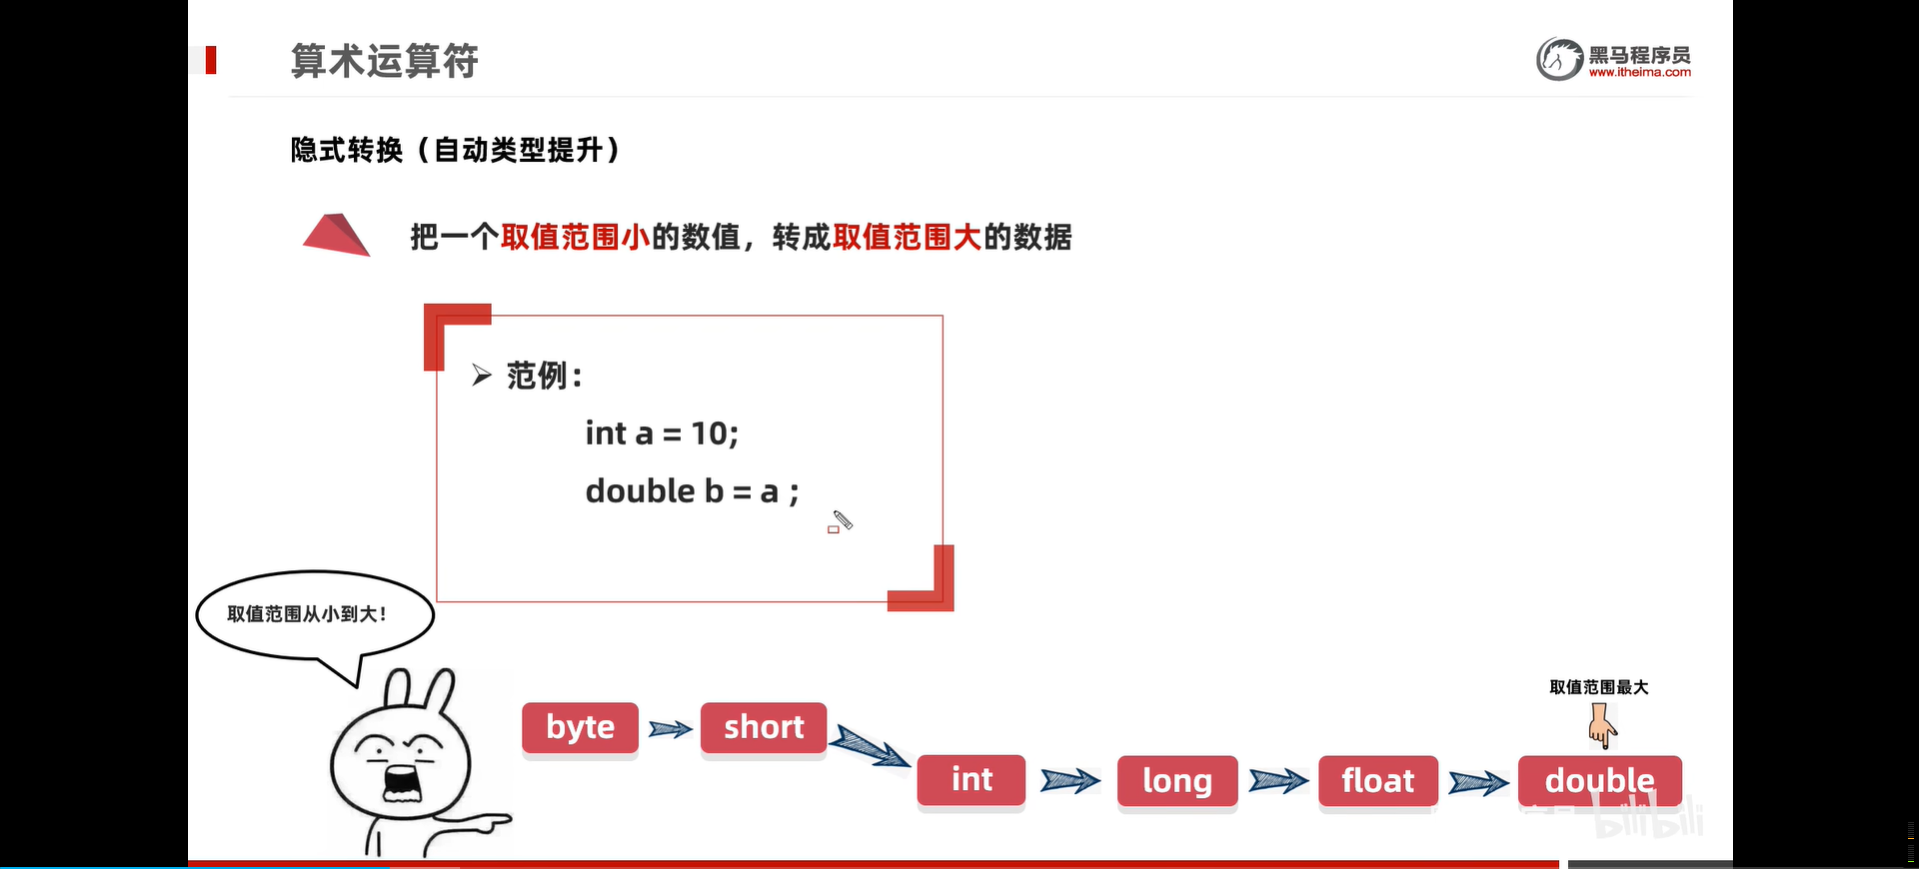 算术运算符
黑马程序员
www.itheima.com
隐式转换（自动类型提升）
把一个取值范围小的数值，转成取值范围大的数据
范例：
int a = 10;
double b = a ;
取值范围从小到大！
取值范围最大
byte
short
int
long
float
double
bilibili